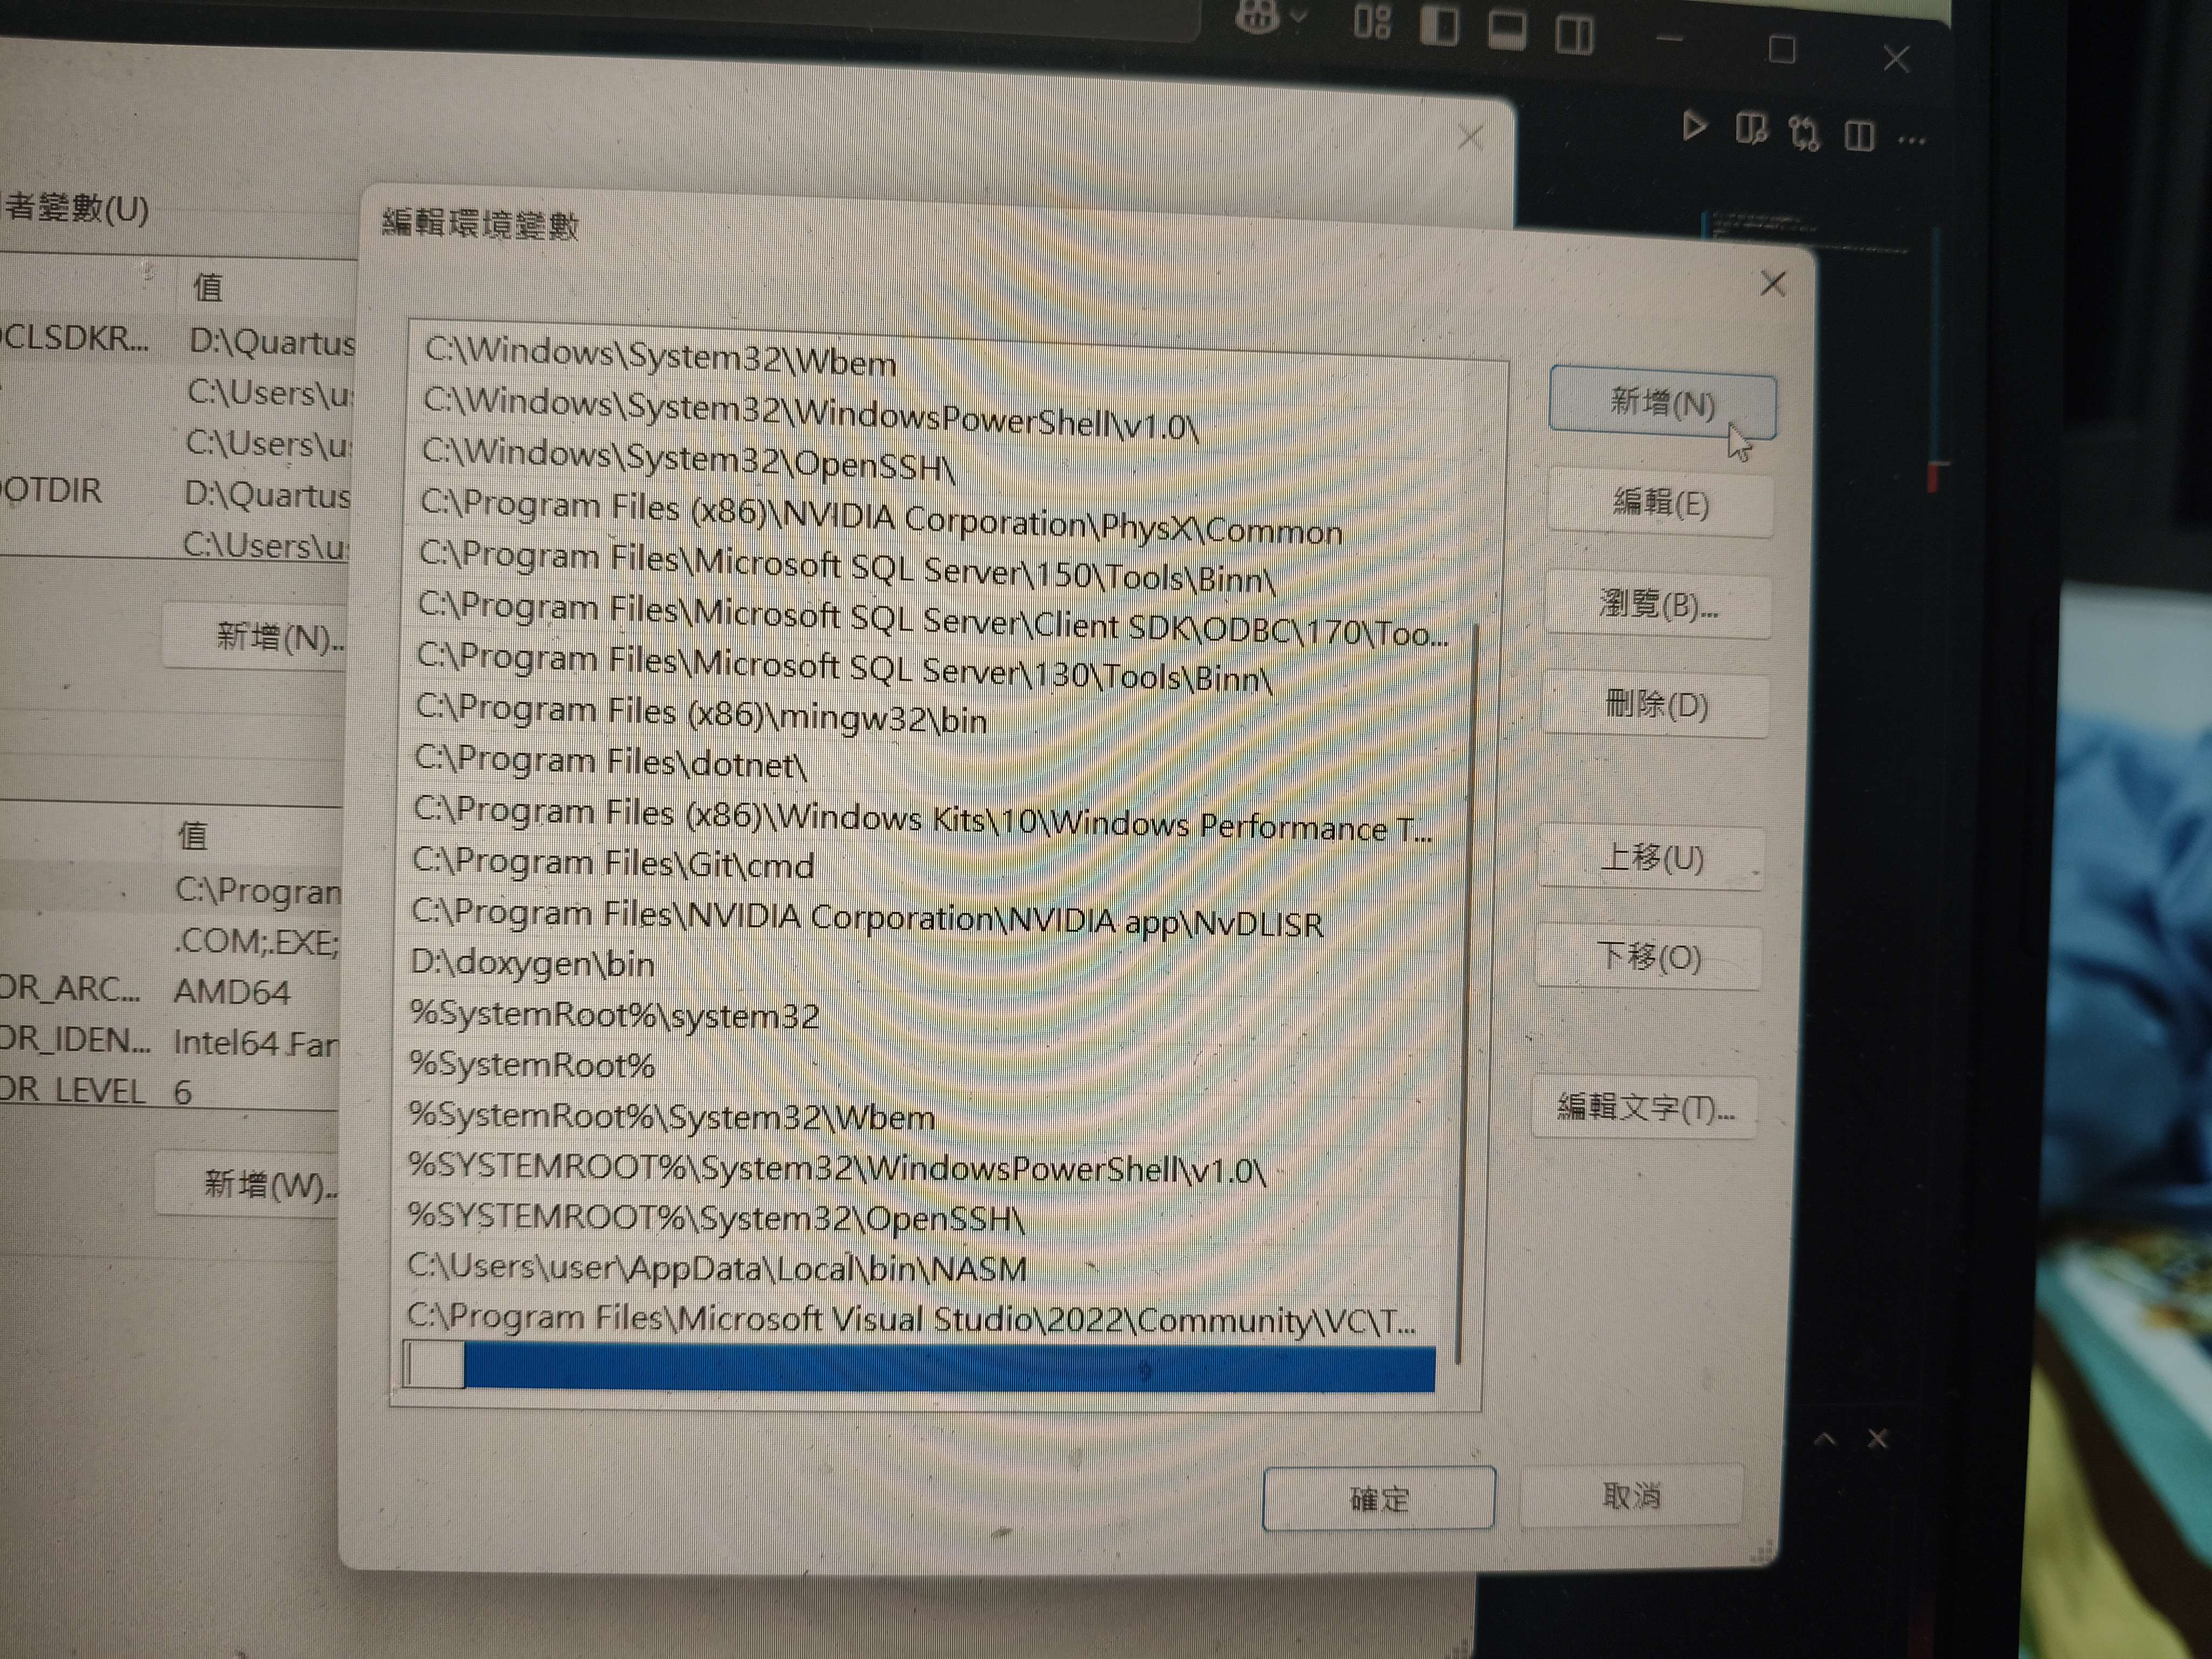 者變數(U)
值
CLSDKR...
D:\Quartus
C:\Users\u
C:\Users\u
OTDIR
D:\Quartus
C:\Users\u
新增(N)..
值
C:\Progran
.COM;.EXE;
OR_ARC...
AMD64
OR_IDEN...
Intel64 Far
OR_LEVEL
6
新增(W)..
編輯環境變數
C:\Windows\System32\Wbem
C:\Windows\System32\WindowsPowerShell\v1.0\
C:\Windows\System32\OpenSSH\
C:\Program Files (x86)\NVIDIA Corporation\PhysX\Common
C:\Program Files\Microsoft SQL Server\150\Tools\Binn\
C:\Program Files\Microsoft SQL Server\Client SDK\ODBC\170\Too...
C:\Program Files\Microsoft SQL Server\130\Tools\Binn\
C:\Program Files (x86)\mingw32\bin
C:\Program Files\dotnet\
C:\Program Files (x86)\Windows Kits\10\Windows Performance T...
C:\Program Files\Git\cmd
C:\Program Files\NVIDIA Corporation\NVIDIA app\NvDLISR
D:\doxygen\bin
%SystemRoot%\system32
%SystemRoot%
%SystemRoot%\System32\Wbem
%SYSTEMROOT%\System32\WindowsPowerShell\v1.0\
%SYSTEMROOT%\System32\OpenSSH\
C:\Users\user\AppData\Local\bin\NASM
C:\Program Files\Microsoft Visual Studio\2022\Community\VC\T...
新增(N)
編輯(E)
瀏覽(B)...
刪除(D)
上移(U)
下移(O)
編輯文字(T)...
確定
取消